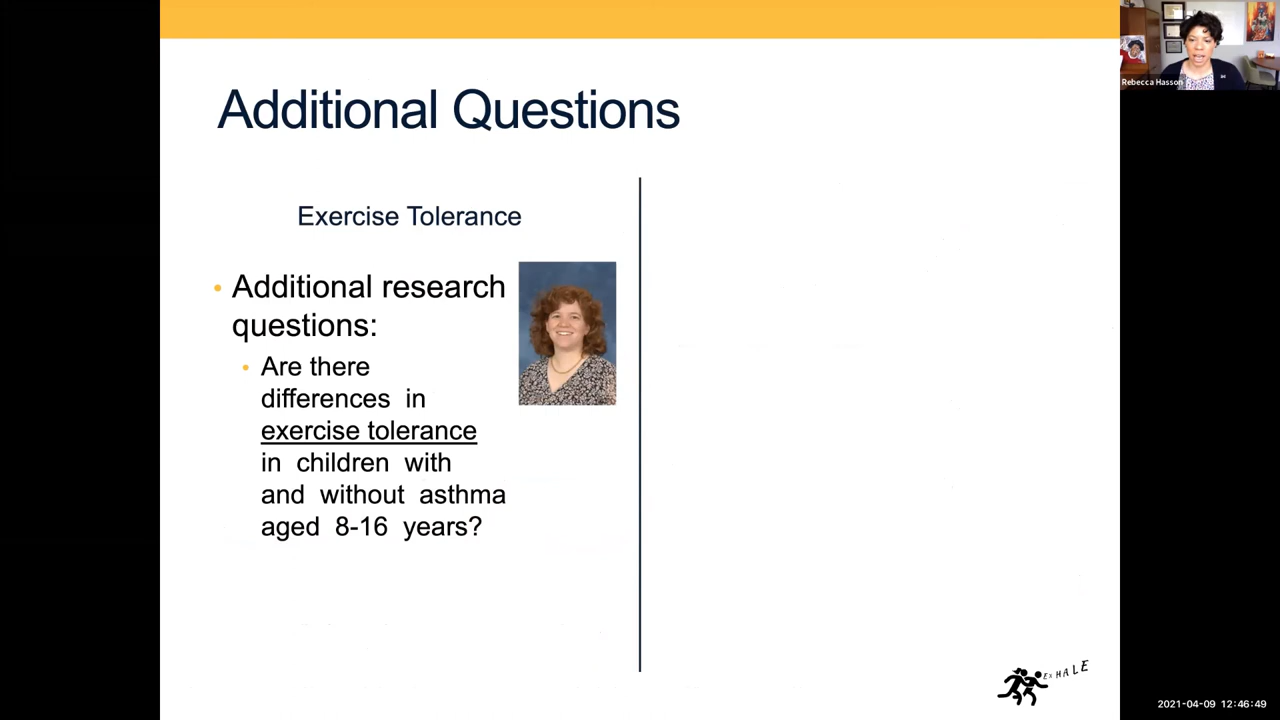 Additional Questions
Exercise Tolerance
• Additional research
questions:
• Are there
differences in
exercise tolerance
in children with
and without asthma
aged 8-16 years?
ExHALE
Rebecca Hasson
2021-04-09 12:46:49